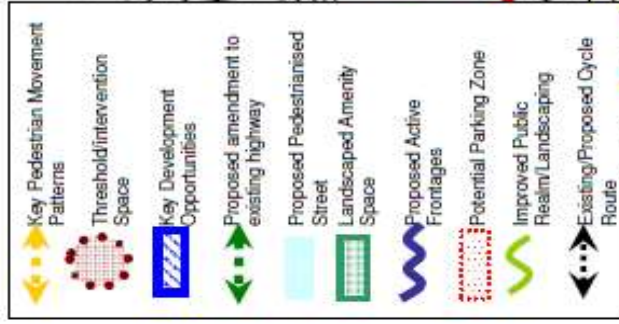 Key Pedestrian Movement
Patterns
Threshold/intervention
Space
Key Development
Opportunities
Proposed amendment to
existing highway
Proposed Pedestrianised
Street
Landscaped Amenity
Space
Proposed Active
Frontages
Potential Parking Zone
Improved Public
Realm/Landscaping
Existing/Proposed Cycle
Route